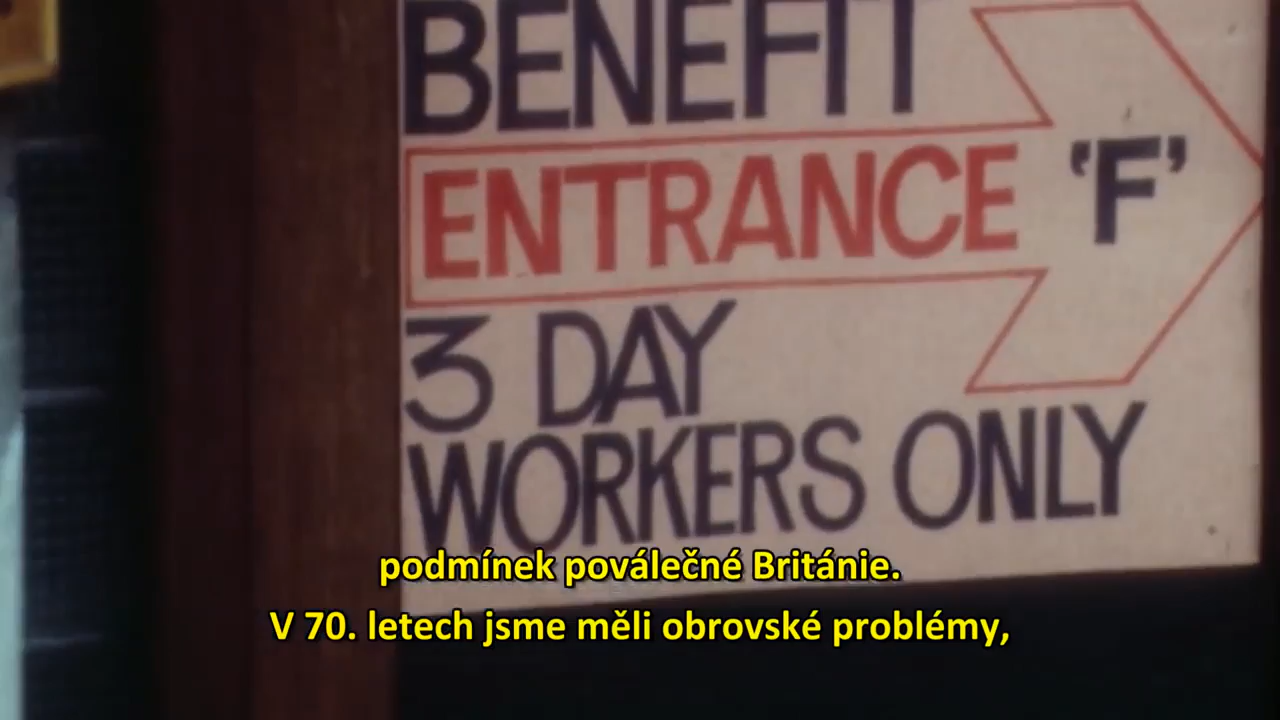 BENEFIT
ENTRANCE 'F'
3 DAY
WORKERS ONLY
podmínek poválečné Británie.
V 70. letech jsme měli obrovské problémy,